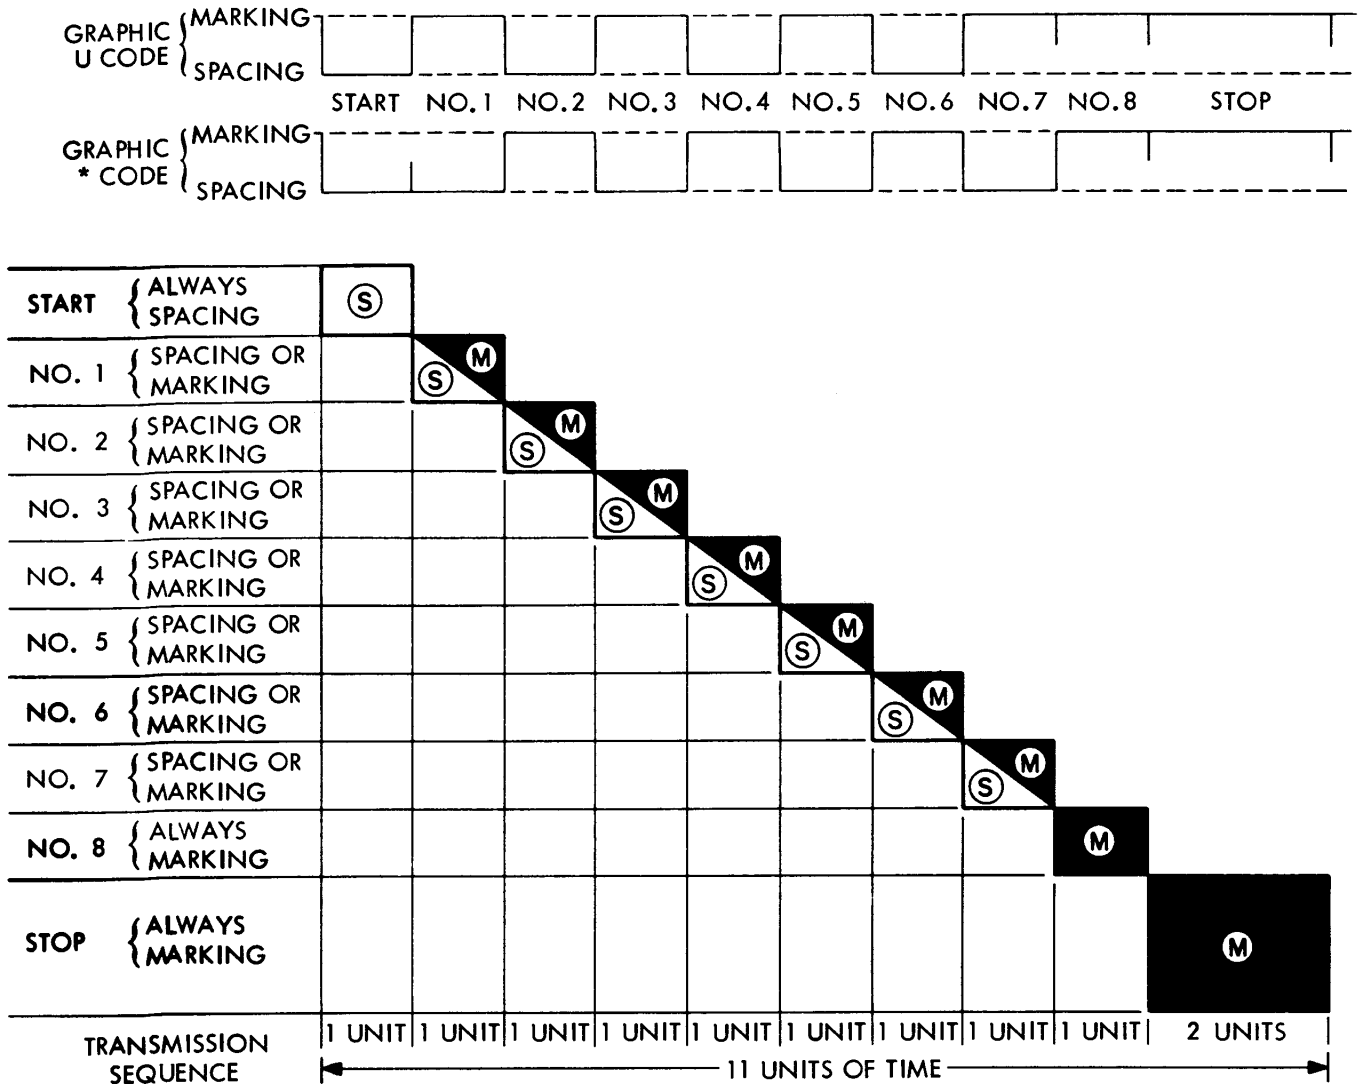 GRAPHIC U CODE { MARKING
SPACING
START NO. 1 NO. 2 NO. 3 NO. 4 NO. 5 NO. 6 NO. 7 NO. 8 STOP
GRAPHIC * CODE { MARKING
SPACING
START { ALWAYS
SPACING
S
NO. 1 { SPACING OR
MARKING
S M
NO. 2 { SPACING OR
MARKING
S M
NO. 3 { SPACING OR
MARKING
S M
NO. 4 { SPACING OR
MARKING
S M
NO. 5 { SPACING OR
MARKING
S M
NO. 6 { SPACING OR
MARKING
S M
NO. 7 { SPACING OR
MARKING
S M
NO. 8 { ALWAYS
MARKING
M
STOP { ALWAYS
MARKING
M
TRANSMISSION
SEQUENCE
1 UNIT 1 UNIT 1 UNIT 1 UNIT 1 UNIT 1 UNIT 1 UNIT 1 UNIT 1 UNIT 2 UNITS
11 UNITS OF TIME